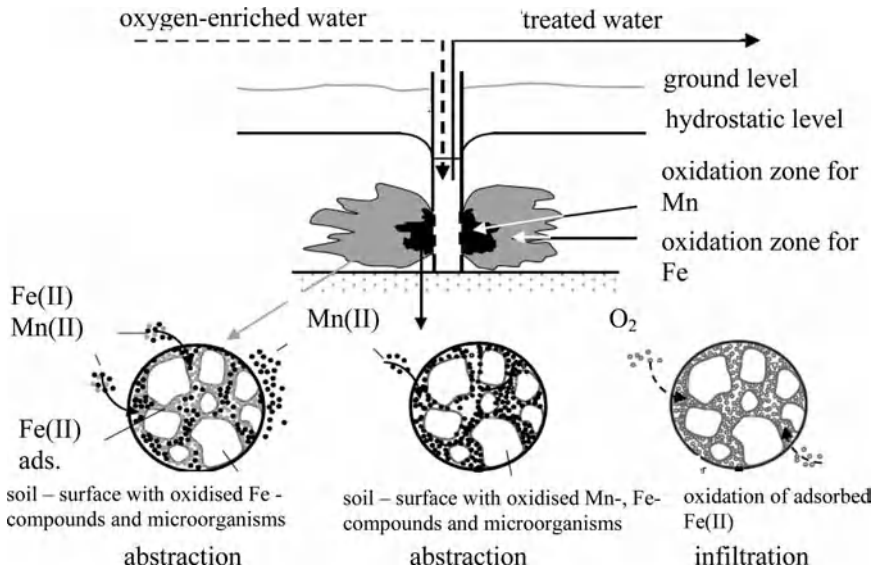 oxygen-enriched water
treated water
ground level
hydrostatic level
oxidation zone for
Mn
oxidation zone for
Fe
Fe(II)
Mn(II)
Mn(II)
O₂
Fe(II)
ads.
soil – surface with oxidised Fe -
compounds and microorganisms
soil – surface with oxidised Mn-, Fe-
compounds and microorganisms
oxidation of adsorbed
Fe(II)
abstraction
abstraction
infiltration